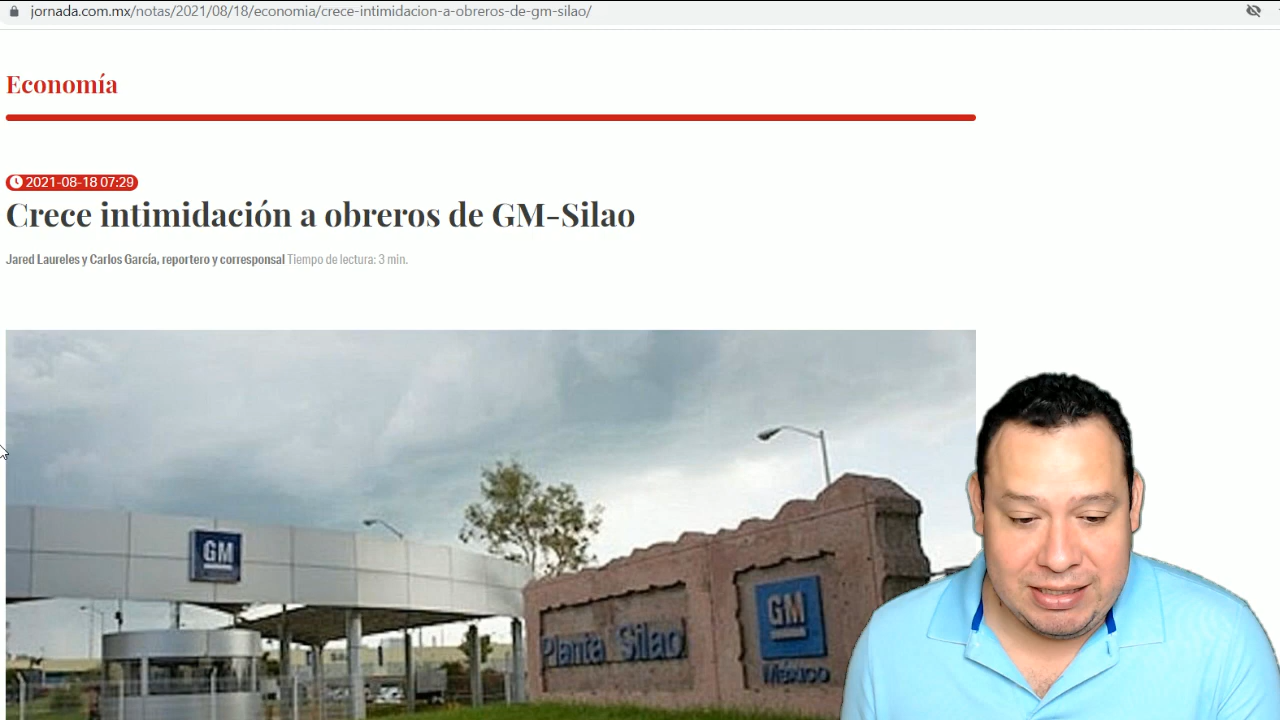 jornada.com.mx/notas/2021/08/18/economia/crece-intimidacion-a-obreros-de-gm-silao/
Economía
2021-08-18 07:29
Crece intimidación a obreros de GM-Silao
Jared Laureles y Carlos García, reportero y corresponsal Tiempo de lectura: 3 min.
GM
Planta Silao
GM
México